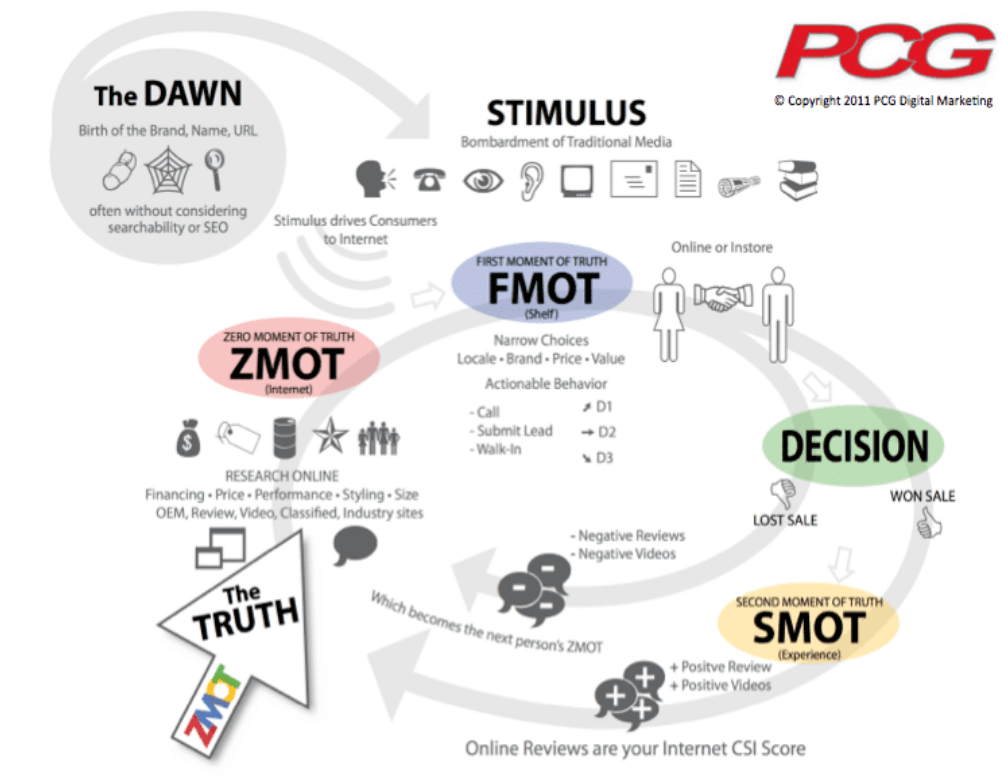 PCG
© Copyright 2011 PCG Digital Marketing
The DAWN
Birth of the Brand, Name, URL
often without considering
searchability or SEO
STIMULUS
Bombardment of Traditional Media
Stimulus drives Consumers
to Internet
FIRST MOMENT OF TRUTH
FMOT
(Shelf)
Online or Instore
Narrow Choices
Locale • Brand • Price • Value
Actionable Behavior
- Call
- Submit Lead
- Walk-In
D1
D2
D3
ZERO MOMENT OF TRUTH
ZMOT
(Internet)
$
RESEARCH ONLINE
Financing • Price • Performance • Styling • Size
OEM, Review, Video, Classified, Industry sites
DECISION
LOST SALE
WON SALE
- Negative Reviews
- Negative Videos
Which becomes the next person's ZMOT
The
TRUTH
ZMOT
SECOND MOMENT OF TRUTH
SMOT
(Experience)
+ Positve Review
+ Positive Videos
Online Reviews are your Internet CSI Score